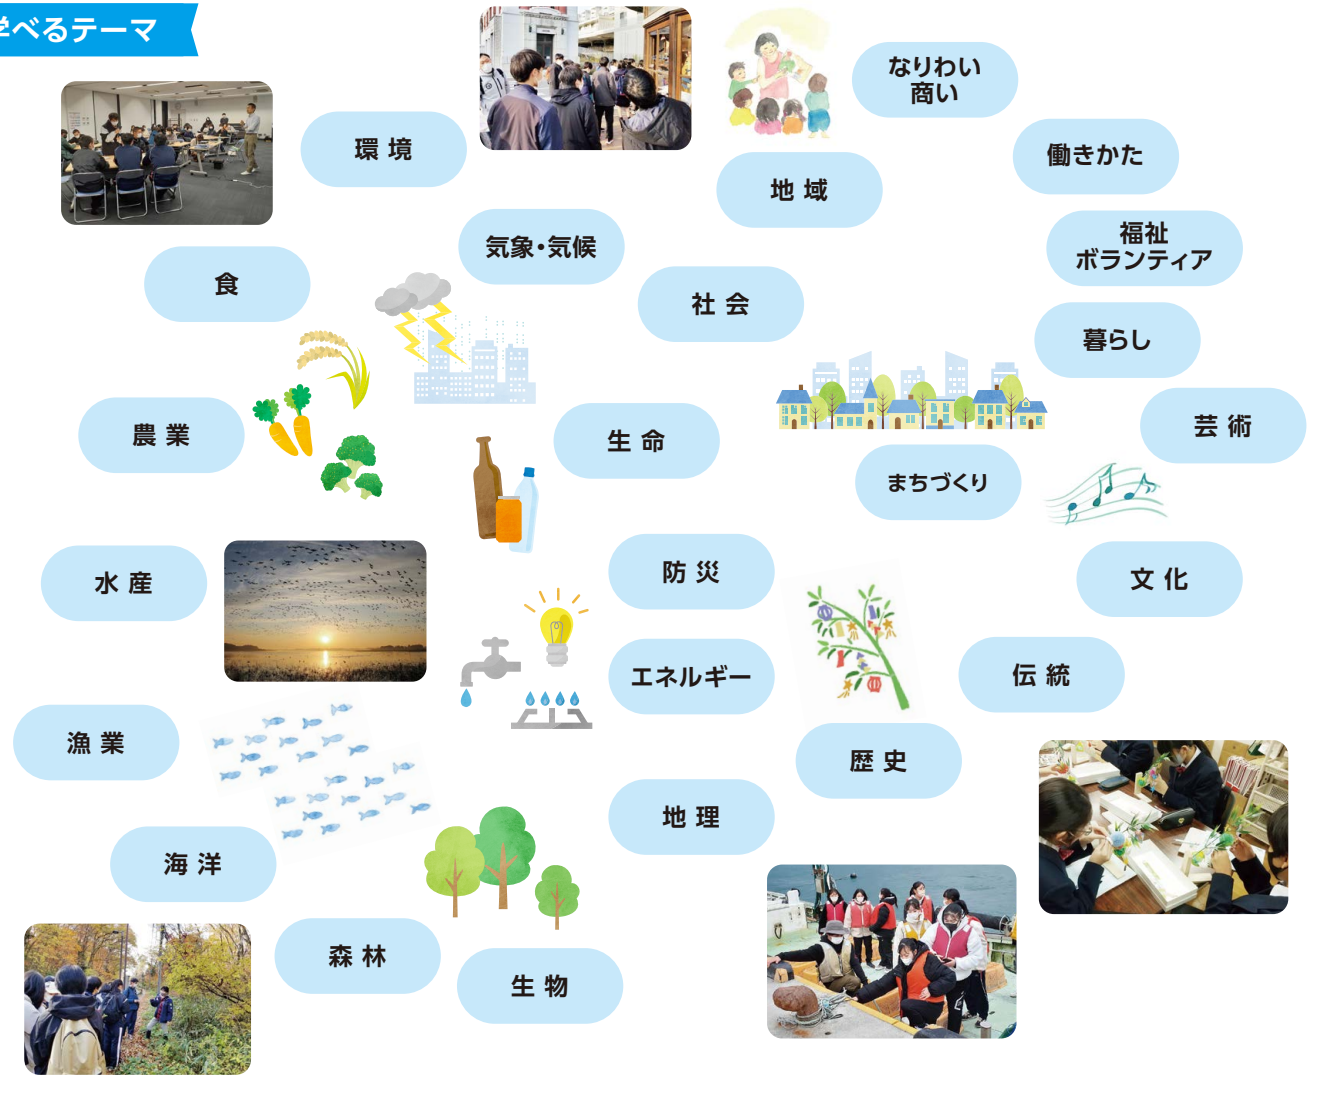 学べるテーマ
なりわい
商い
環 境
働きかた
地 域
気象・気候
福祉
ボランティア
食
社 会
暮らし
農 業
生 命
芸 術
まちづくり
水 産
防 災
文 化
エネルギー
伝 統
漁 業
歴 史
地 理
海 洋
森 林
生 物